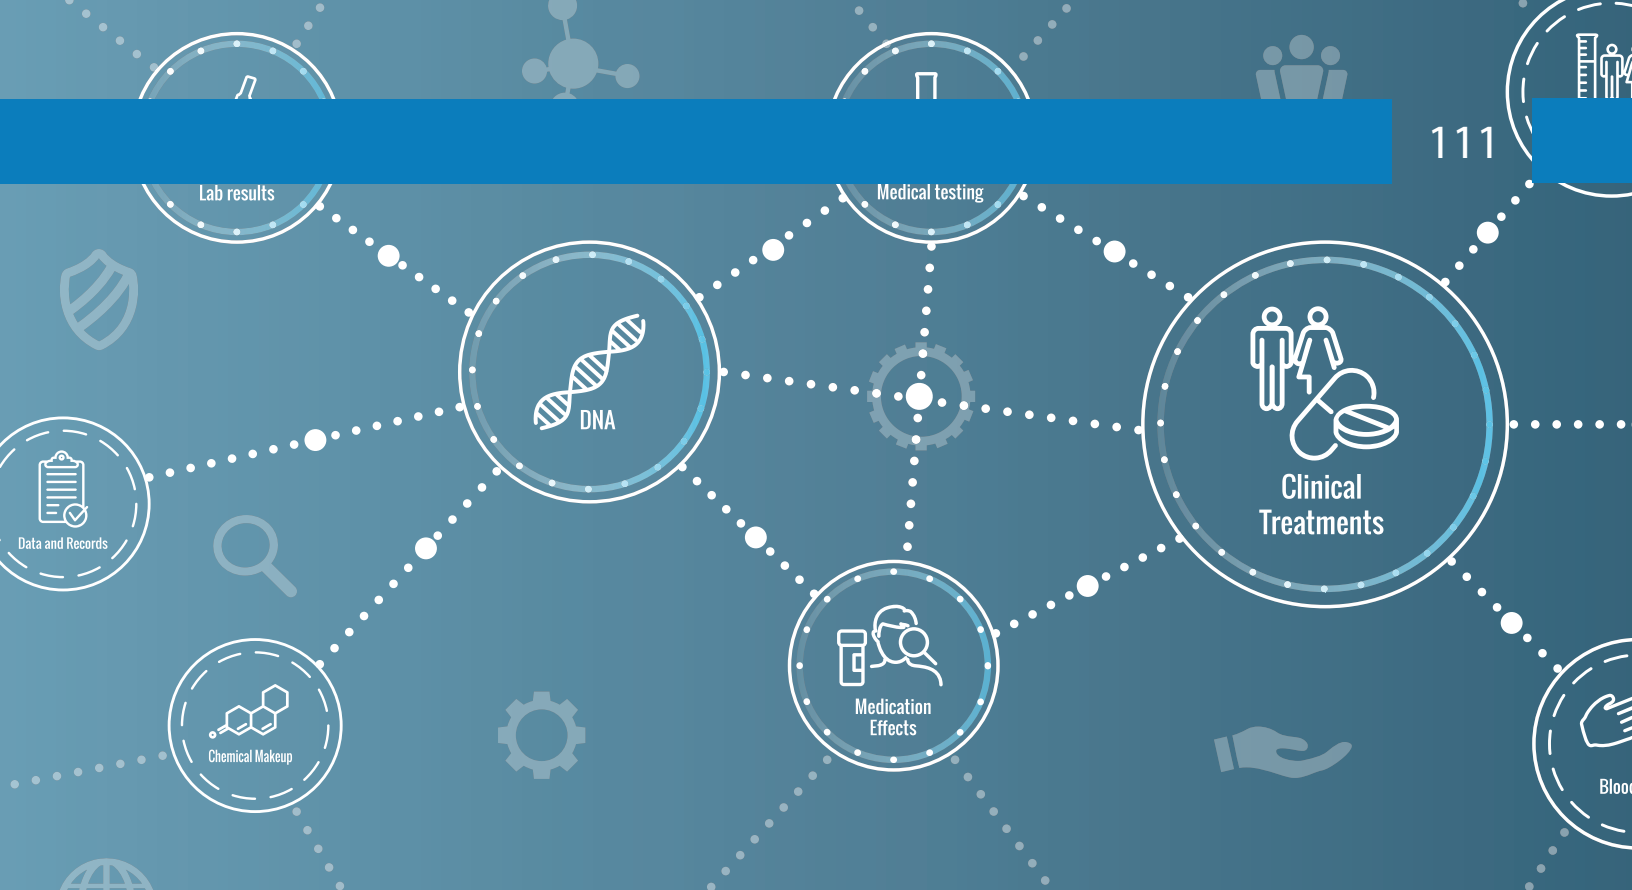 111
Lab results
Medical testing
DNA
Clinical
Treatments
Data and Records
Medication
Effects
Chemical Makeup